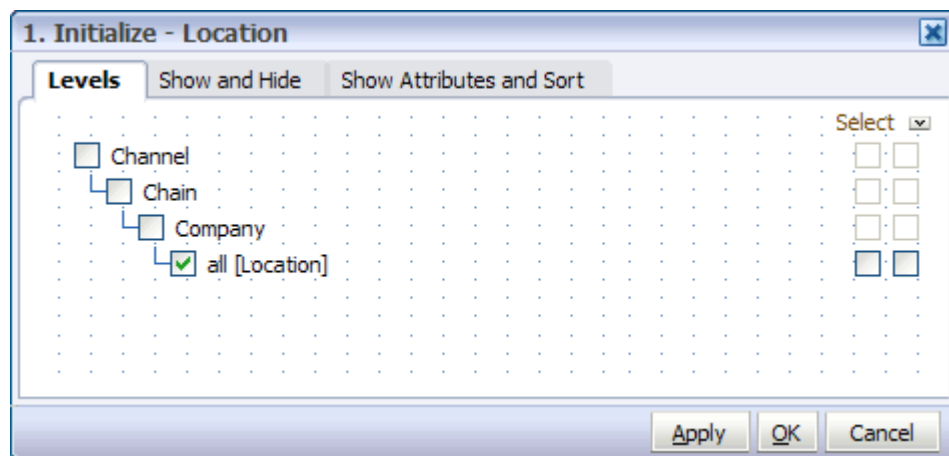 1. Initialize - Location
Levels Show and Hide Show Attributes and Sort
Select
Channel
Chain
Company
all [Location]
Apply OK Cancel